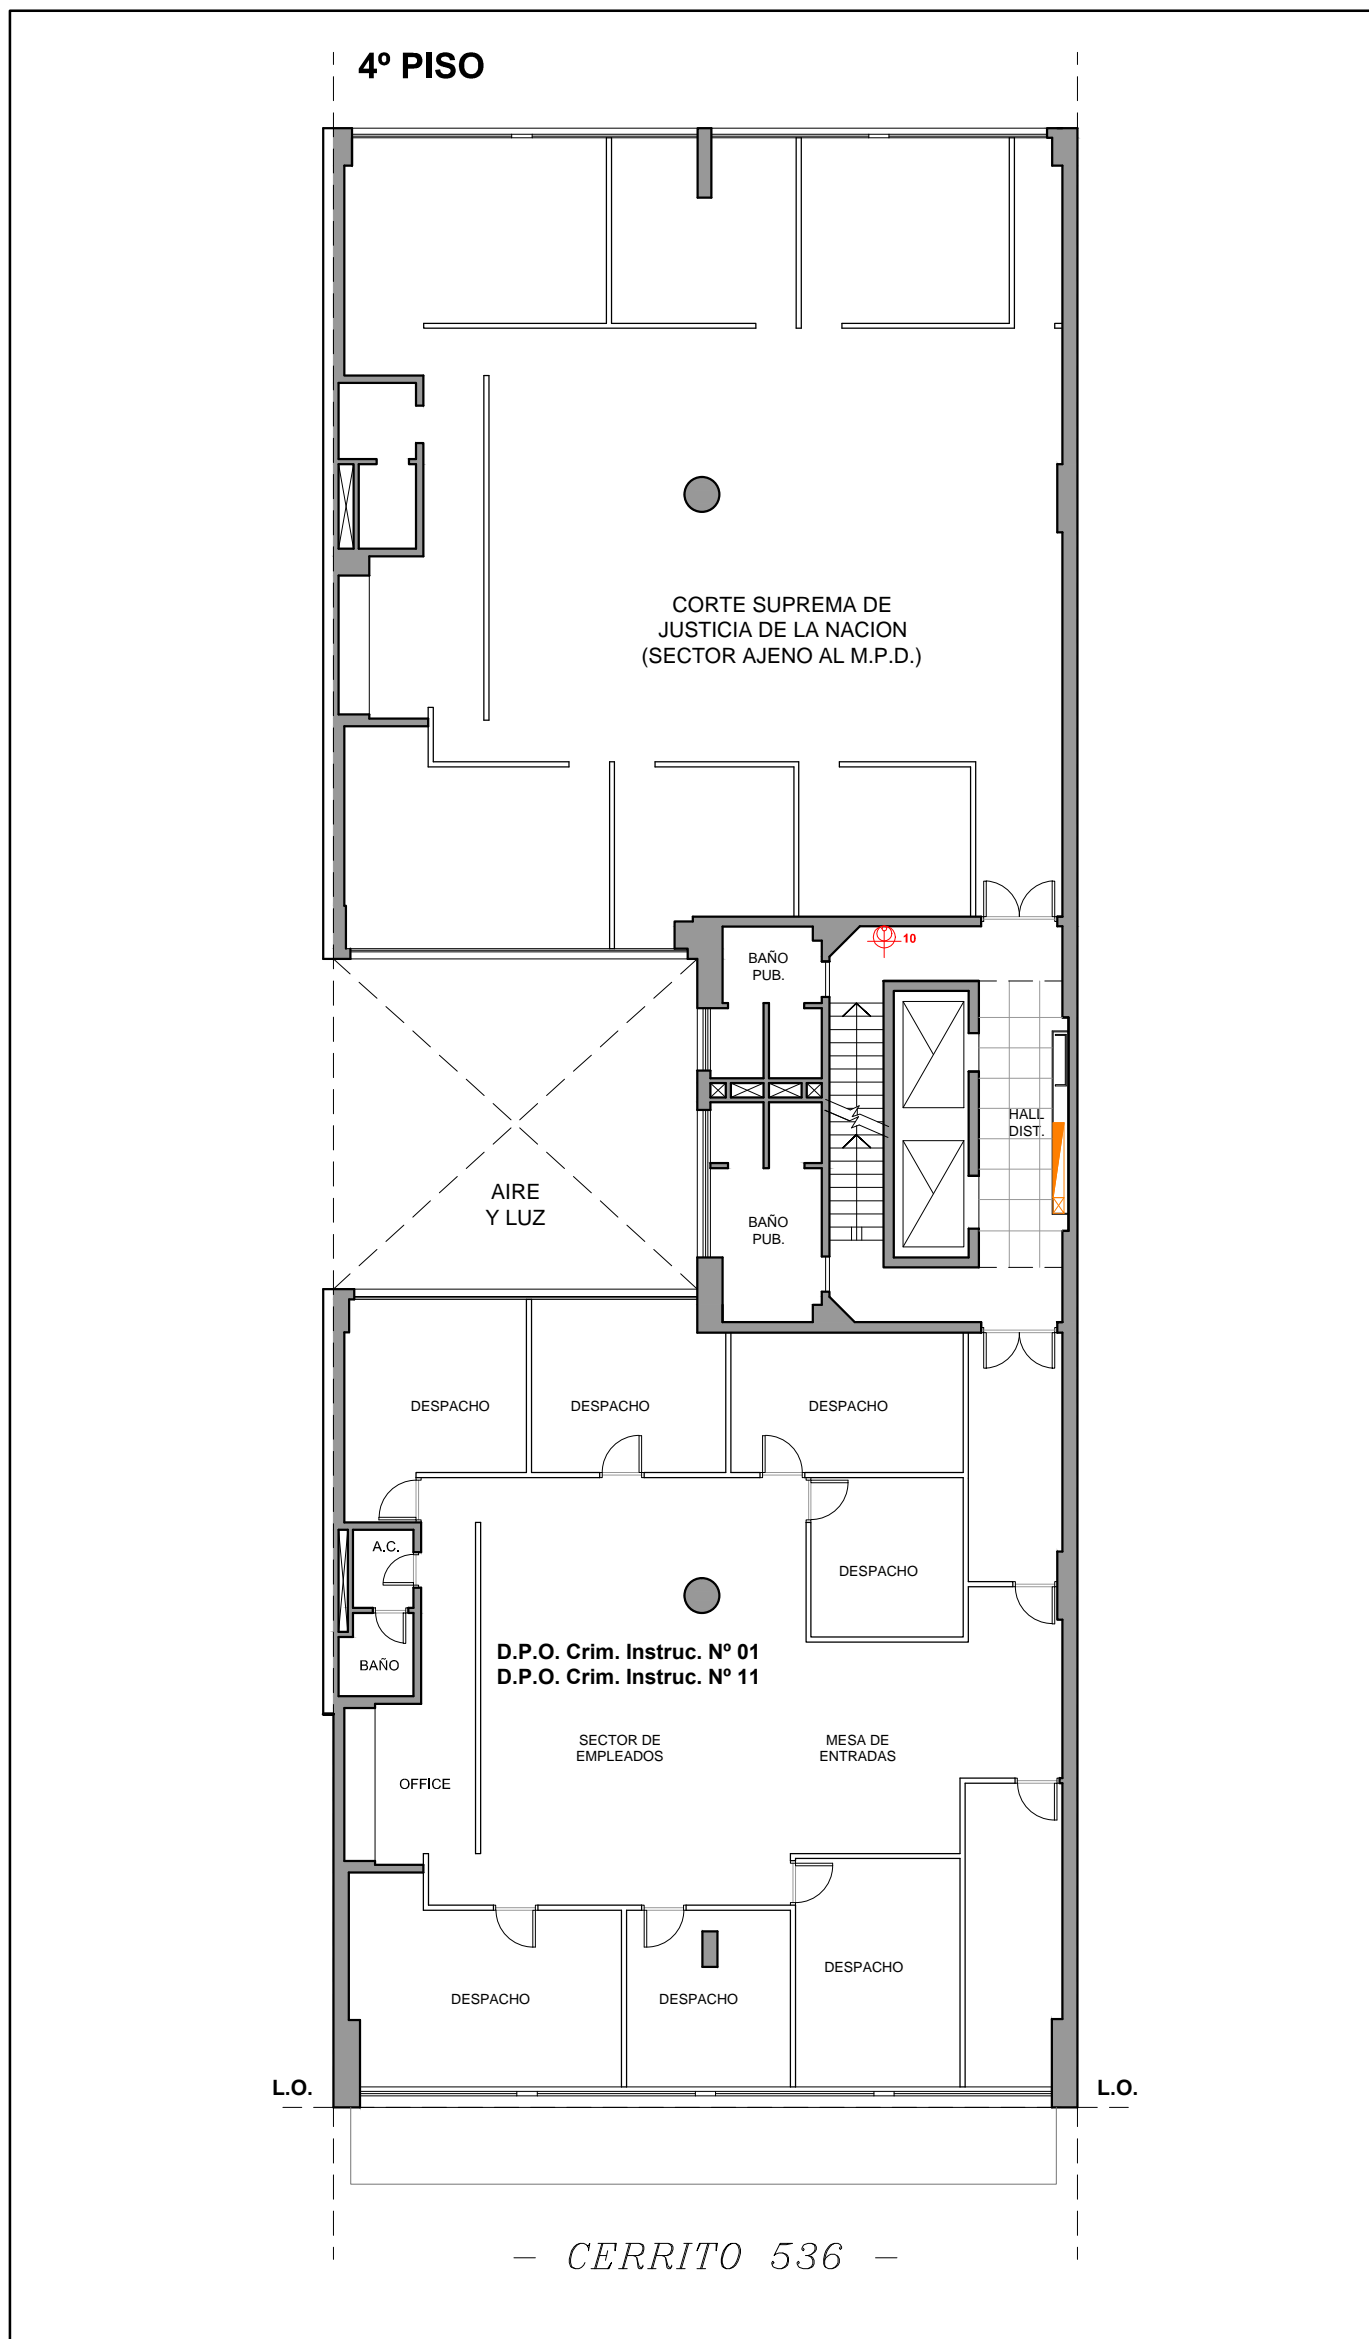 4º PISO
CORTE SUPREMA DE
JUSTICIA DE LA NACION
(SECTOR AJENO AL M.P.D.)
10
BAÑO
PUB.
HALL
DIST.
AIRE
Y LUZ
BAÑO
PUB.
DESPACHO
DESPACHO
DESPACHO
A.C.
DESPACHO
BAÑO
D.P.O. Crim. Instruc. Nº 01
D.P.O. Crim. Instruc. Nº 11
SECTOR DE
EMPLEADOS
MESA DE
ENTRADAS
OFFICE
DESPACHO
DESPACHO
DESPACHO
L.O.
L.O.
– CERRITO 536 –